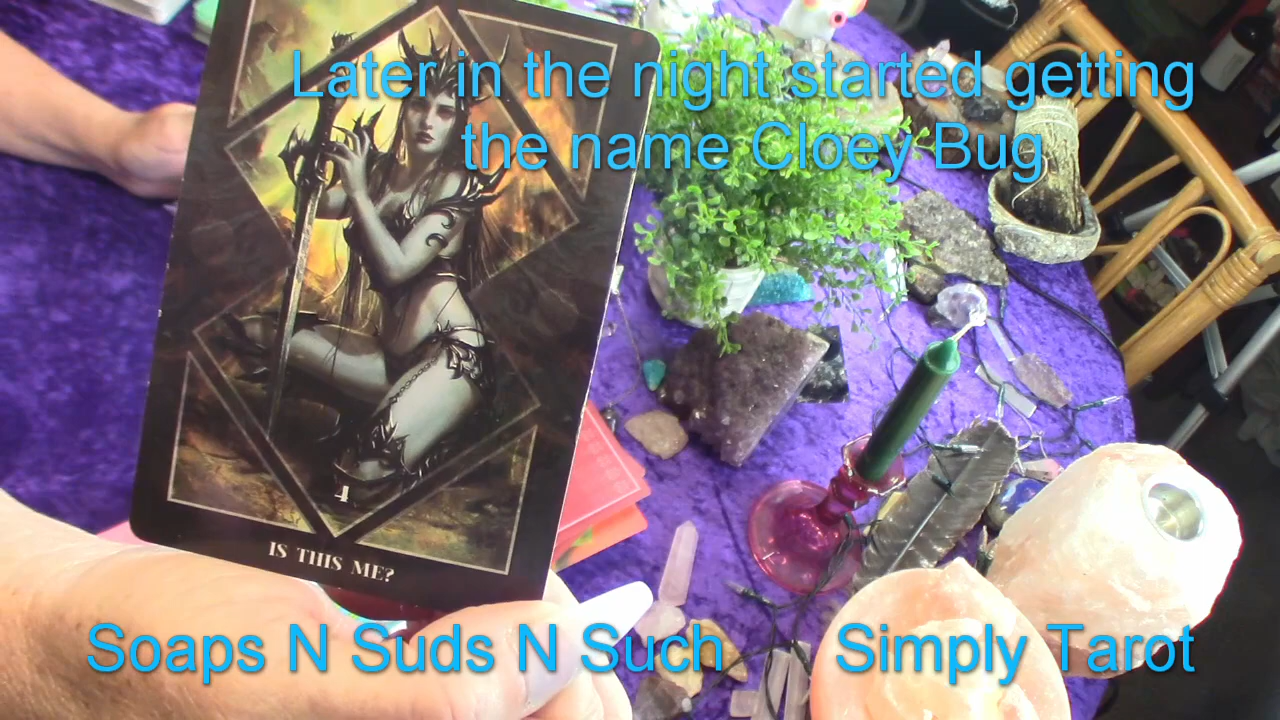 Later in the night started getting
the name Cloey Bug
4
IS THIS ME?
Soaps N Suds N Such Simply Tarot